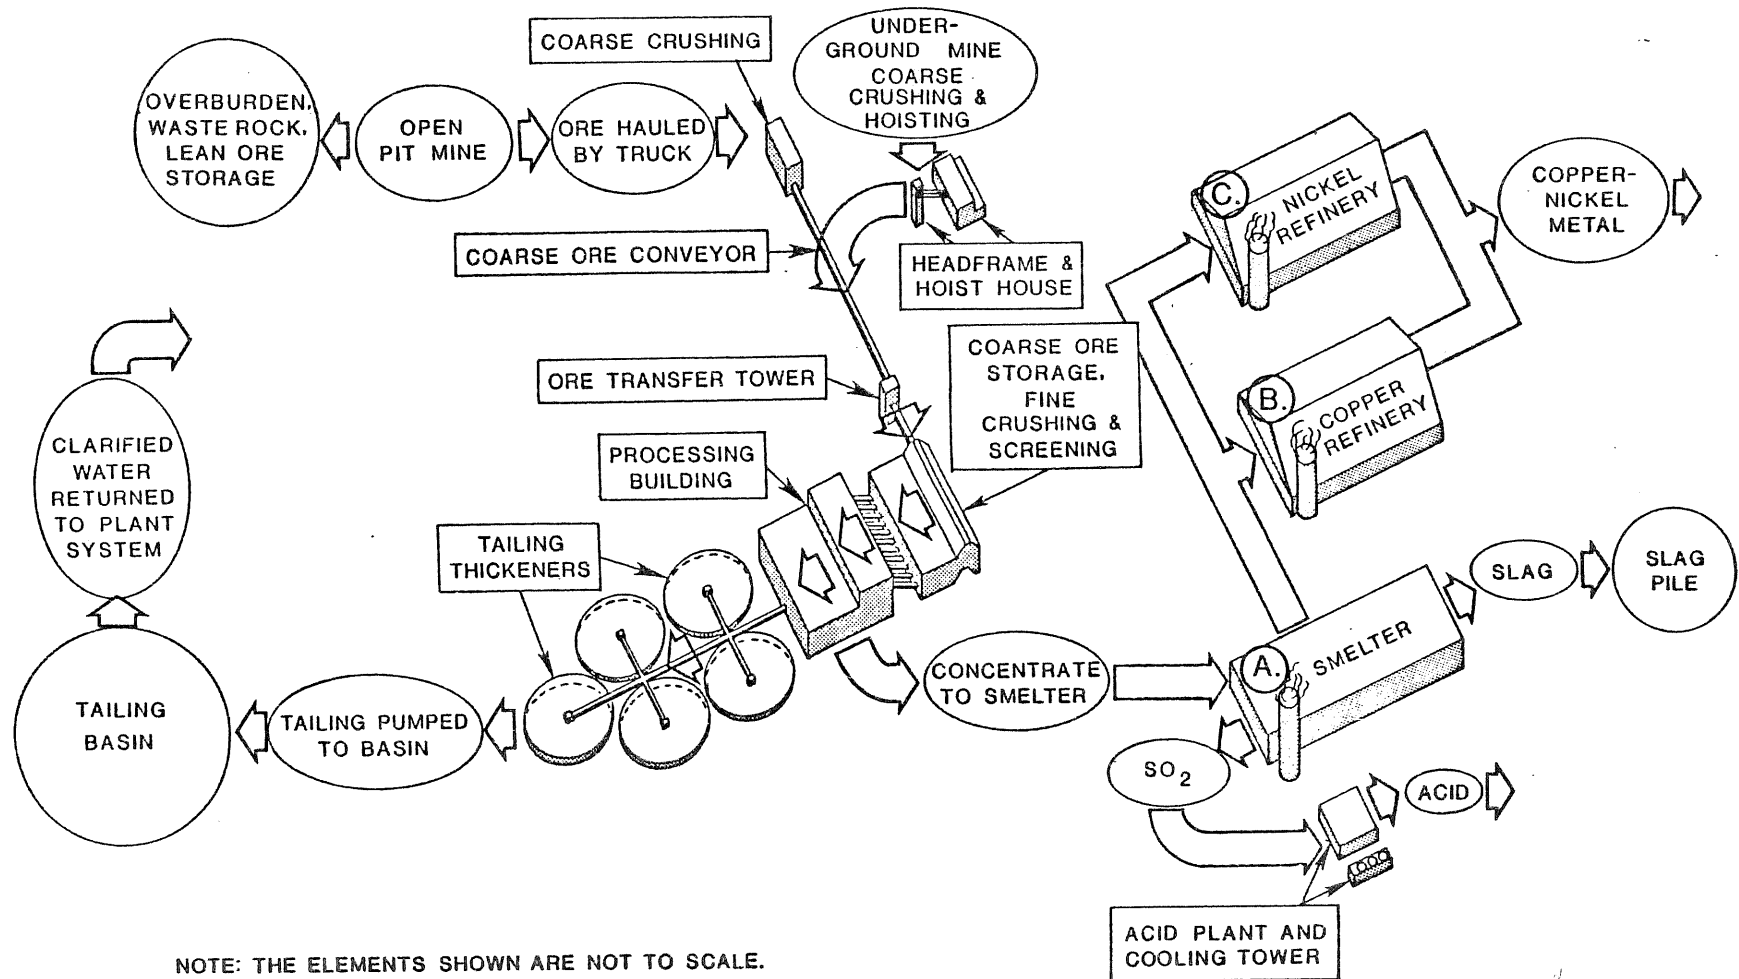 COARSE CRUSHING
UNDER-
GROUND MINE
COARSE
CRUSHING &
HOISTING
OVERBURDEN,
WASTE ROCK,
LEAN ORE
STORAGE
OPEN
PIT MINE
ORE HAULED
BY TRUCK
C.
NICKEL
REFINERY
COPPER-
NICKEL
METAL
COARSE ORE CONVEYOR
HEADFRAME &
HOIST HOUSE
COARSE ORE
STORAGE,
FINE
CRUSHING &
SCREENING
ORE TRANSFER TOWER
B.
COPPER
REFINERY
PROCESSING
BUILDING
CLARIFIED
WATER
RETURNED
TO PLANT
SYSTEM
TAILING
THICKENERS
SLAG
SLAG
PILE
A.
SMELTER
CONCENTRATE
TO SMELTER
TAILING
BASIN
TAILING PUMPED
TO BASIN
SO2
ACID
ACID PLANT AND
COOLING TOWER
NOTE: THE ELEMENTS SHOWN ARE NOT TO SCALE.